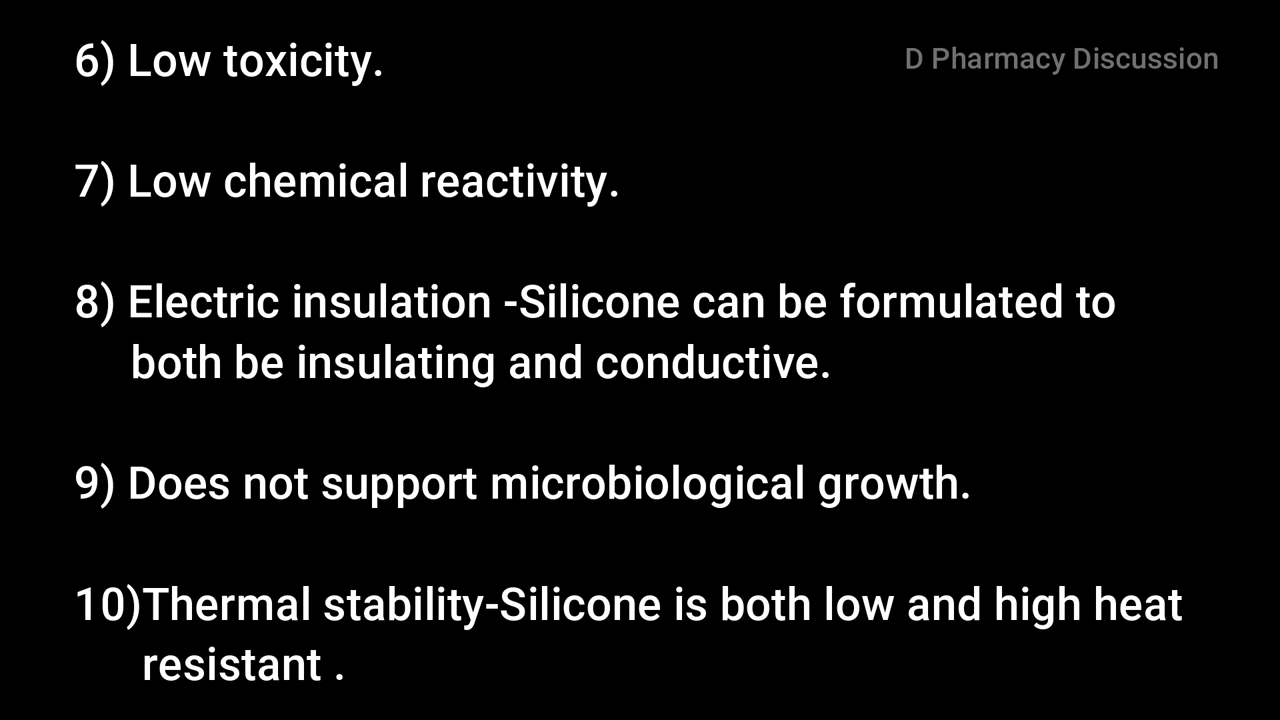 6) Low toxicity.
D Pharmacy Discussion
7) Low chemical reactivity.
8) Electric insulation -Silicone can be formulated to
both be insulating and conductive.
9) Does not support microbiological growth.
10)Thermal stability-Silicone is both low and high heat
resistant .